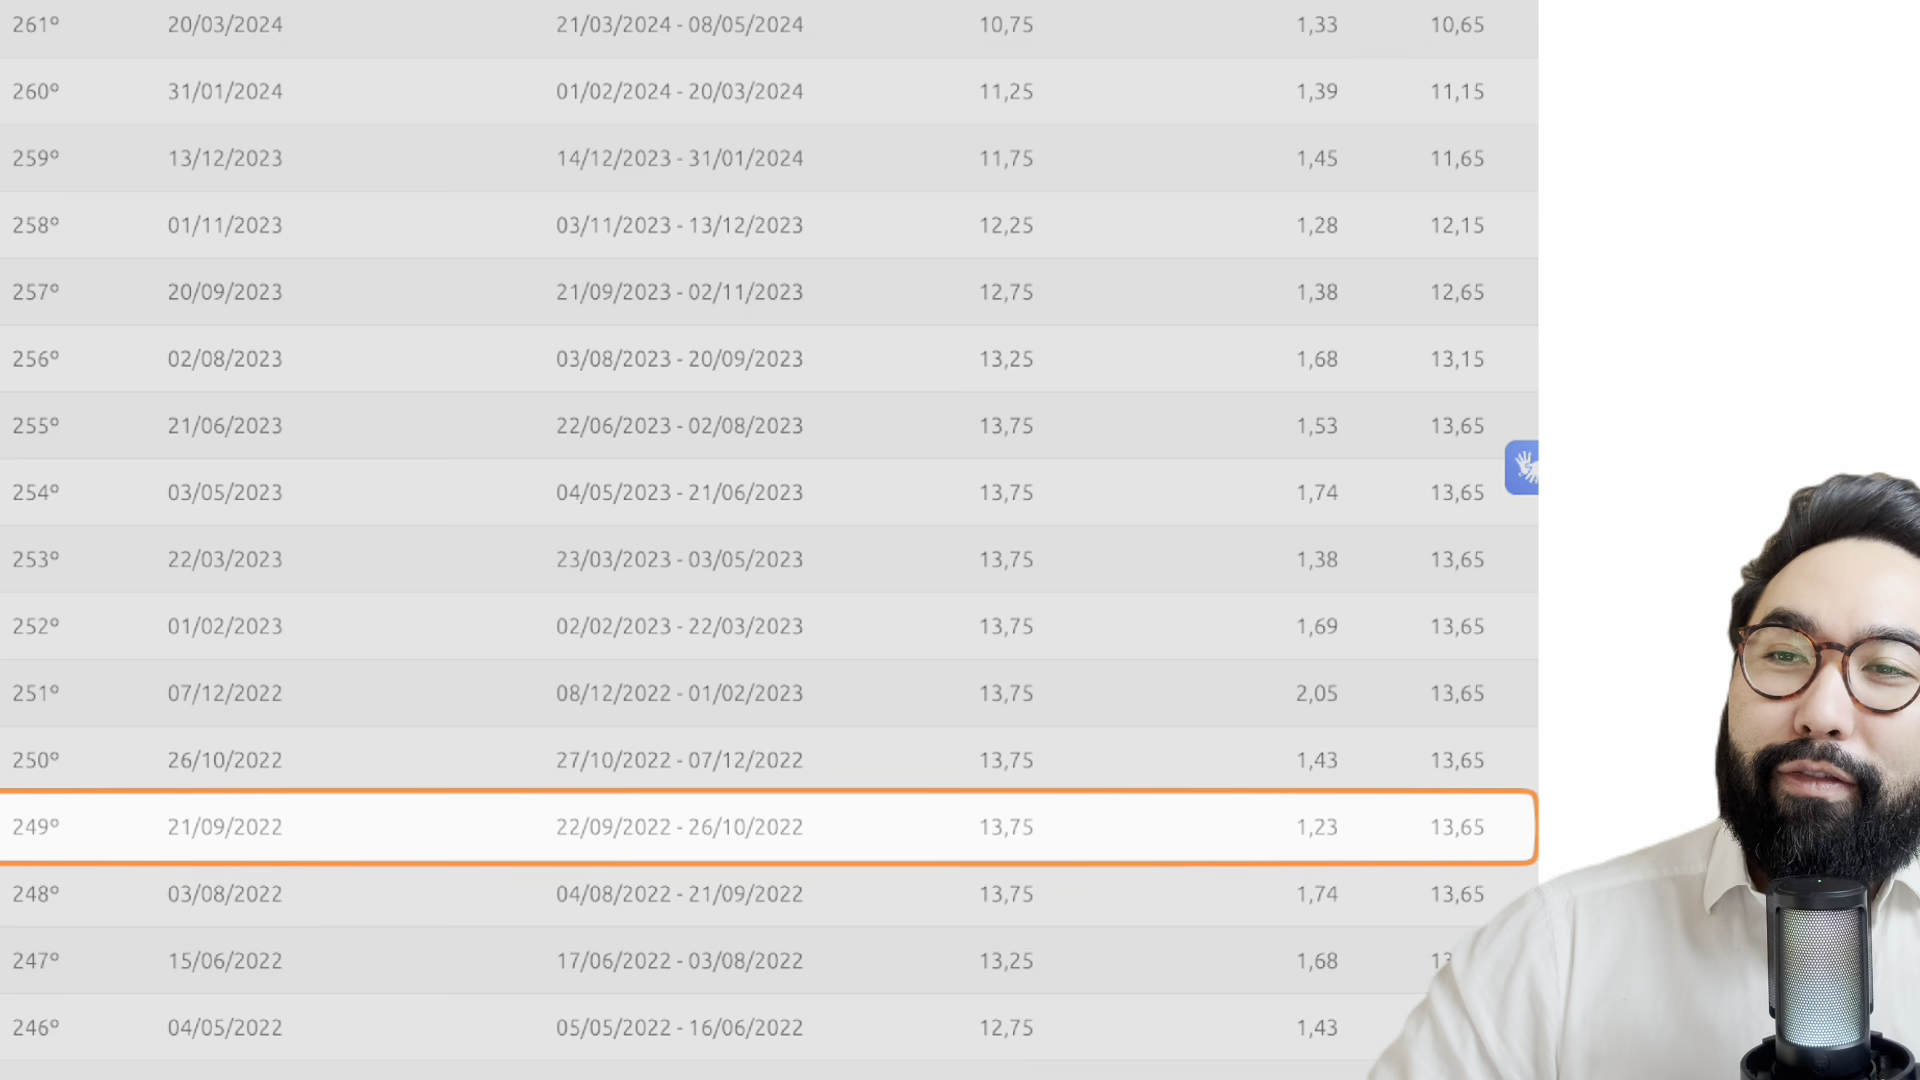 261º 20/03/2024 21/03/2024 - 08/05/2024 10,75 1,33 10,65
260º 31/01/2024 01/02/2024 - 20/03/2024 11,25 1,39 11,15
259º 13/12/2023 14/12/2023 - 31/01/2024 11,75 1,45 11,65
258º 01/11/2023 03/11/2023 - 13/12/2023 12,25 1,28 12,15
257º 20/09/2023 21/09/2023 - 02/11/2023 12,75 1,38 12,65
256º 02/08/2023 03/08/2023 - 20/09/2023 13,25 1,68 13,15
255º 21/06/2023 22/06/2023 - 02/08/2023 13,75 1,53 13,65
254º 03/05/2023 04/05/2023 - 21/06/2023 13,75 1,74 13,65
253º 22/03/2023 23/03/2023 - 03/05/2023 13,75 1,38 13,65
252º 01/02/2023 02/02/2023 - 22/03/2023 13,75 1,69 13,65
251º 07/12/2022 08/12/2022 - 01/02/2023 13,75 2,05 13,65
250º 26/10/2022 27/10/2022 - 07/12/2022 13,75 1,43 13,65
249º 21/09/2022 22/09/2022 - 26/10/2022 13,75 1,23 13,65
248º 03/08/2022 04/08/2022 - 21/09/2022 13,75 1,74 13,65
247º 15/06/2022 17/06/2022 - 03/08/2022 13,25 1,68
246º 04/05/2022 05/05/2022 - 16/06/2022 12,75 1,43